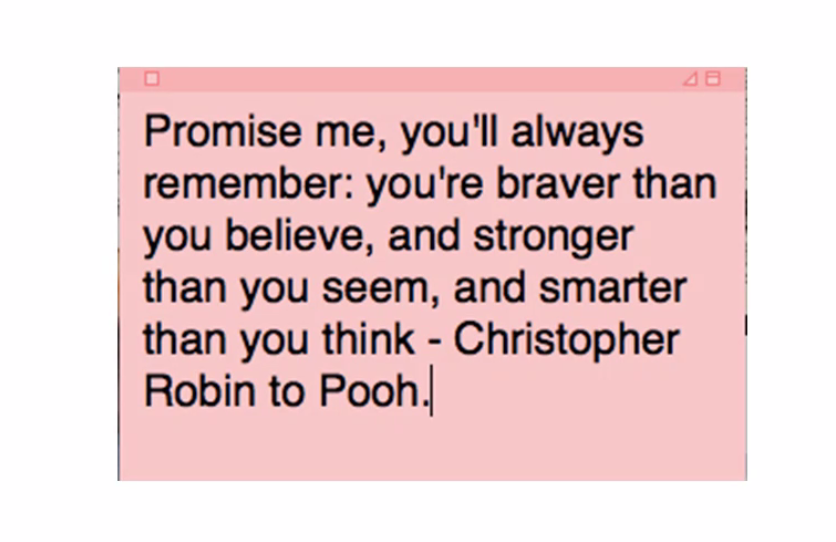 Promise me, you'll always
remember: you're braver than
you believe, and stronger
than you seem, and smarter
than you think - Christopher
Robin to Pooh.